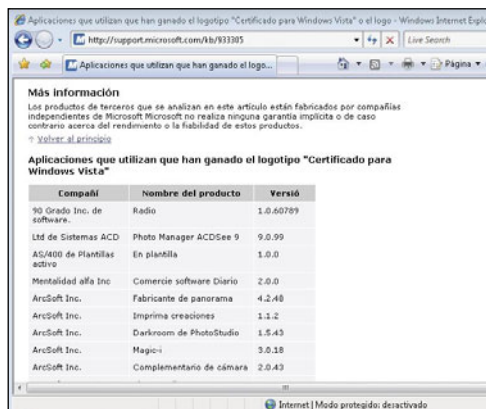 Aplicaciones que utilizan que han ganado el logotipo "Certificado para Windows Vista" o el logo - Windows Internet Explo
http://support.microsoft.com/kb/933305
Live Search
Aplicaciones que utilizan que han ganado el logo...
Página
Más información
Los productos de terceros que se analizan en este artículo están fabricados por compañías
independientes de Microsoft Microsoft no realiza ninguna garantía implícita o de caso
contrario acerca del rendimiento o la fiabilidad de estos productos.
Volver al principio
Aplicaciones que utilizan que han ganado el logotipo "Certificado para
Windows Vista"
Compañí Nombre del producto Versió
90 Grado Inc. de Radio 1.0.60789
software.
Ltd de Sistemas ACD Photo Manager ACDSee 9 9.0.99
AS/400 de Plantillas En plantilla 1.0.0
activo
Mentalidad alfa Inc Comercie software Diario 2.0.0
ArcSoft Inc. Fabricante de panorama 4.2.48
ArcSoft Inc. Imprima creaciones 1.1.2
ArcSoft Inc. Darkroom de PhotoStudio 1.5.43
ArcSoft Inc. Magic-i 3.0.18
ArcSoft Inc. Complementario de cámara 2.0.43
Internet | Modo protegido: desactivado